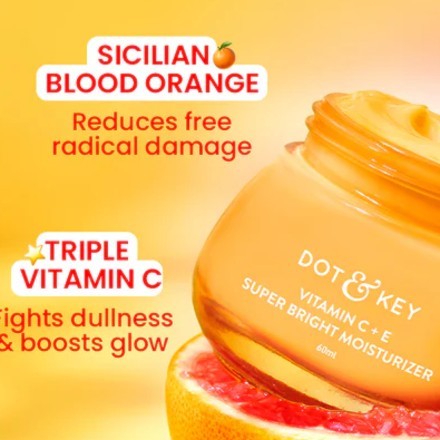 SICILIAN🍊
BLOOD ORANGE
Reduces free
radical damage
⭐TRIPLE
VITAMIN C
Fights dullness
& boosts glow
DOT & KEY
VITAMIN C + E
SUPER BRIGHT MOISTURIZER
60ml